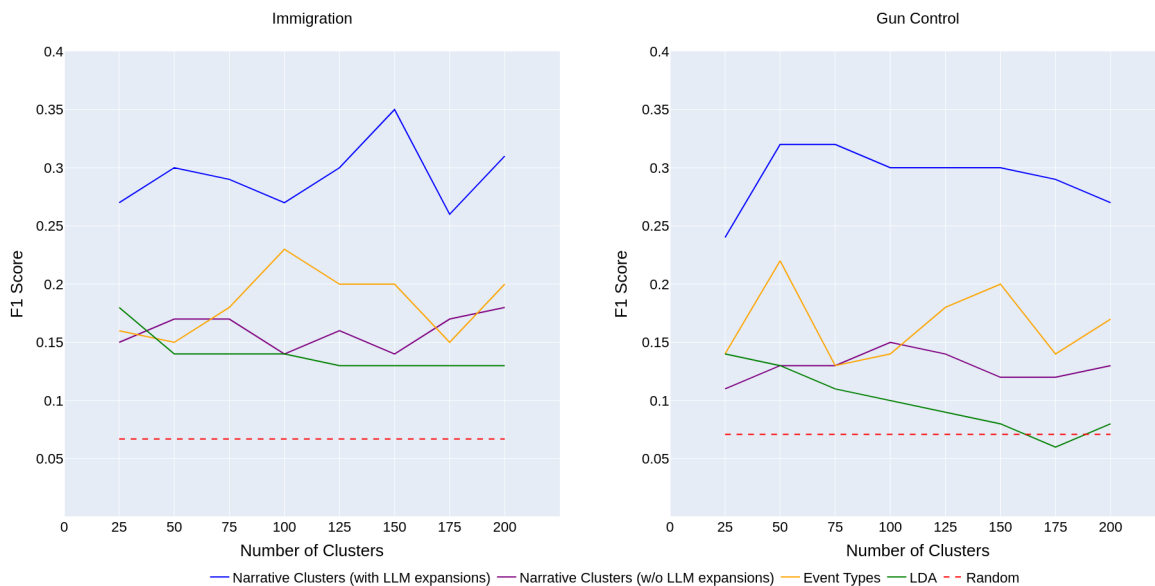 Immigration
Gun Control
0.4
0.35
0.3
0.25
0.2
0.15
0.1
0.05
F1 Score
0 25 50 75 100 125 150 175 200
Number of Clusters
0.4
0.35
0.3
0.25
0.2
0.15
0.1
0.05
F1 Score
0 25 50 75 100 125 150 175 200
Number of Clusters
Narrative Clusters (with LLM expansions) Narrative Clusters (w/o LLM expansions) Event Types LDA Random